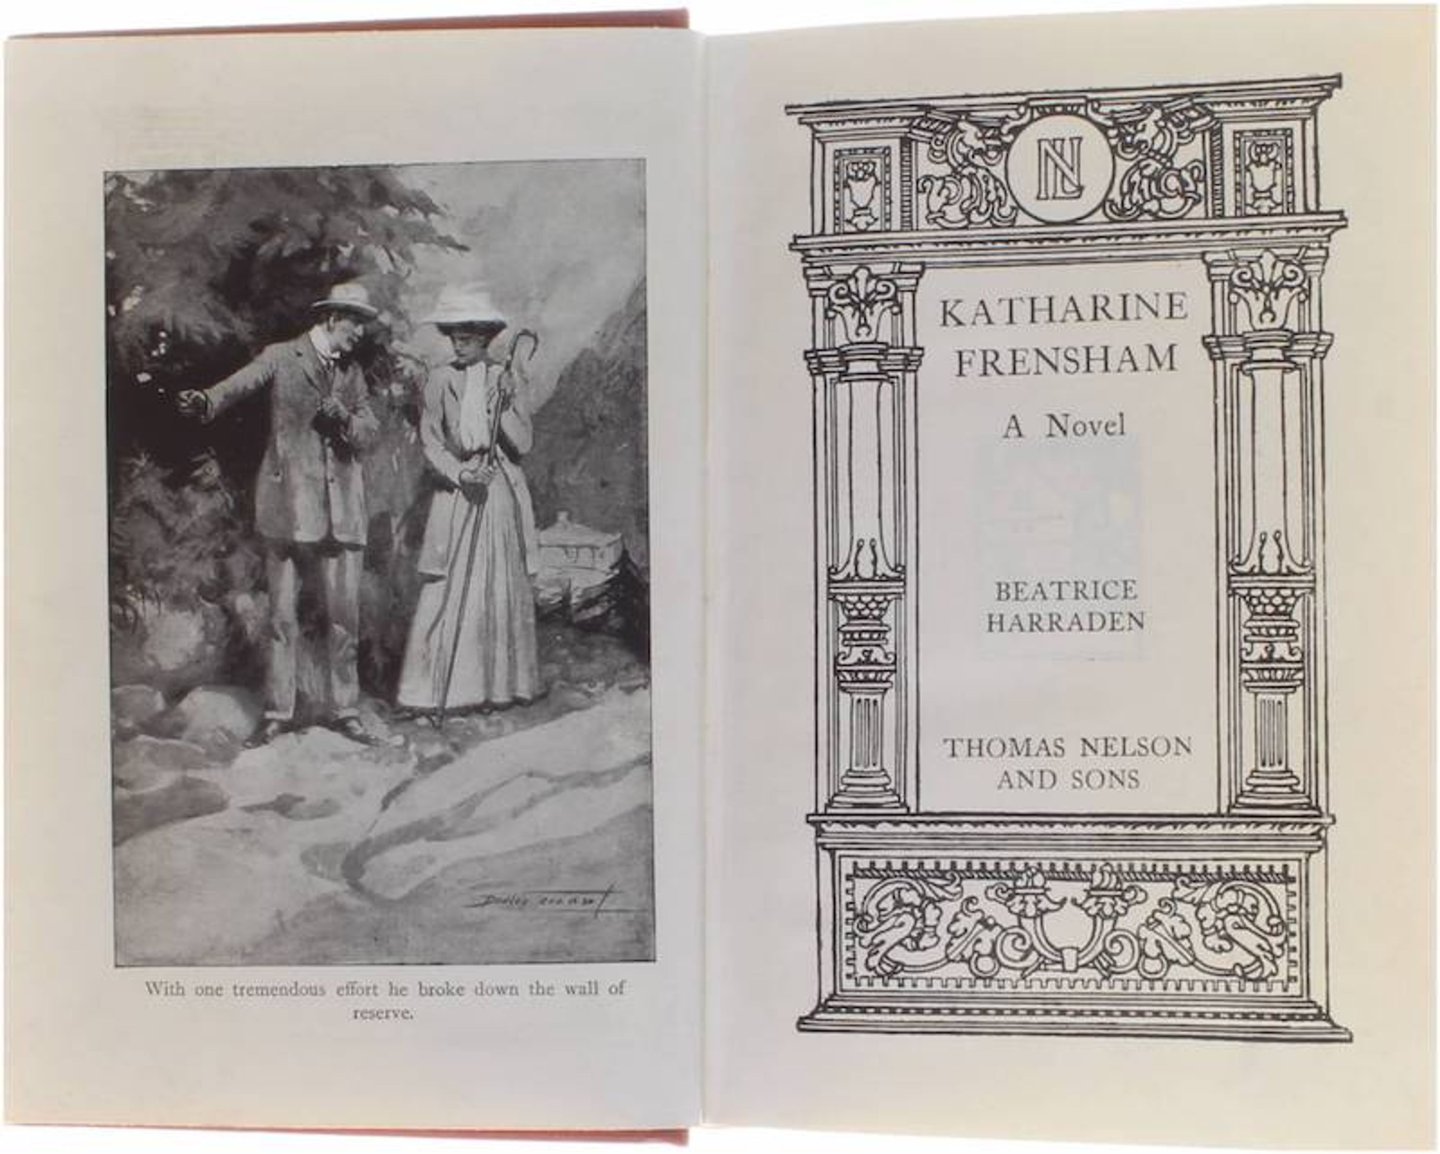 With one tremendous effort he broke down the wall of
reserve.
NL
KATHARINE
FRENSHAM
A Novel
BEATRICE
HARRADEN
THOMAS NELSON
AND SONS